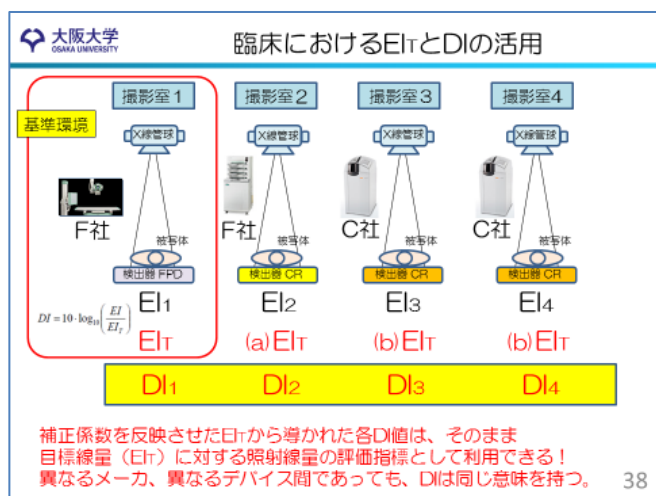 大阪大学
OSAKA UNIVERSITY
臨床におけるEITとDIの活用
撮影室1 撮影室2 撮影室3 撮影室4
基準環境
X線管球 X線管球 X線管球 X線管球
F社 F社 C社 C社
被写体 被写体 被写体 被写体
検出器 FPD 検出器 CR 検出器 CR 検出器 CR
EI1 EI2 EI3 EI4
DI = 10·log10(EI/EIT)
EIT (a)EIT (b)EIT (b)EIT
DI1 DI2 DI3 DI4
補正係数を反映させたEITから導かれた各DI値は、そのまま
目標線量(EIT)に対する照射線量の評価指標として利用できる!
異なるメーカ、異なるデバイス間であっても、DIは同じ意味を持つ。
38